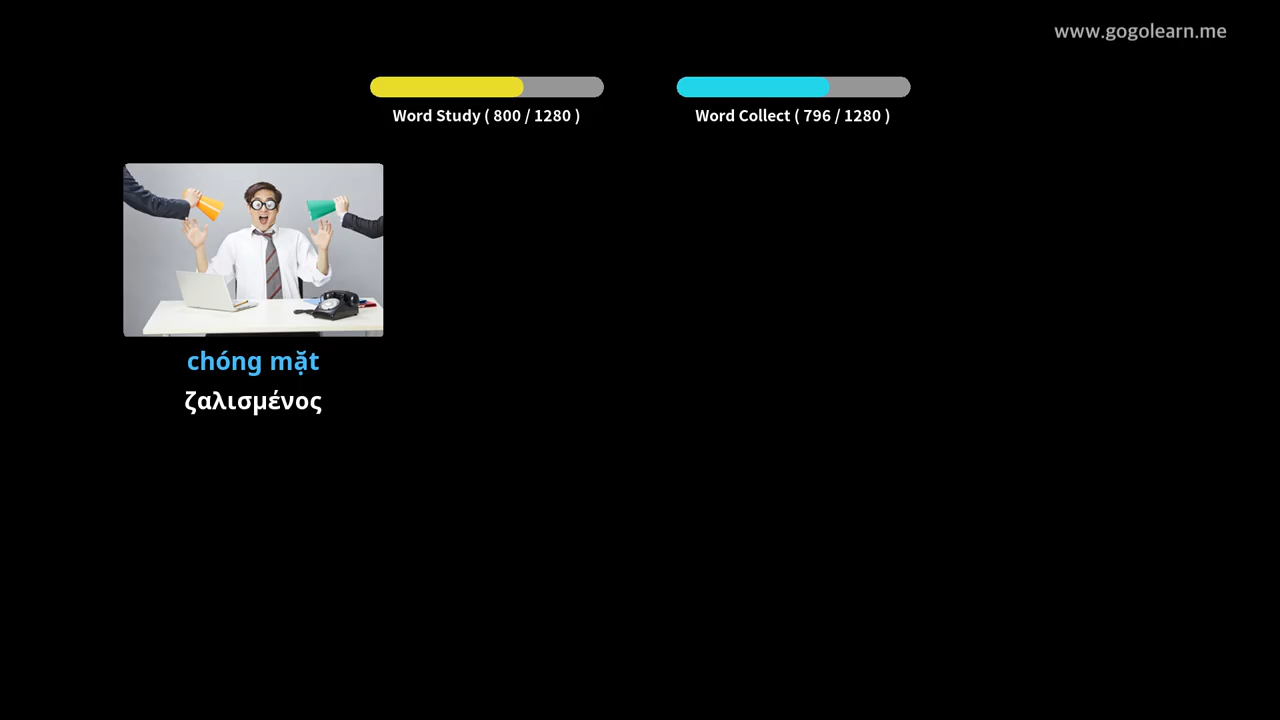 www.gogolearn.me
Word Study ( 800 / 1280 )
Word Collect ( 796 / 1280 )
chóng mặt
ζαλισμένος